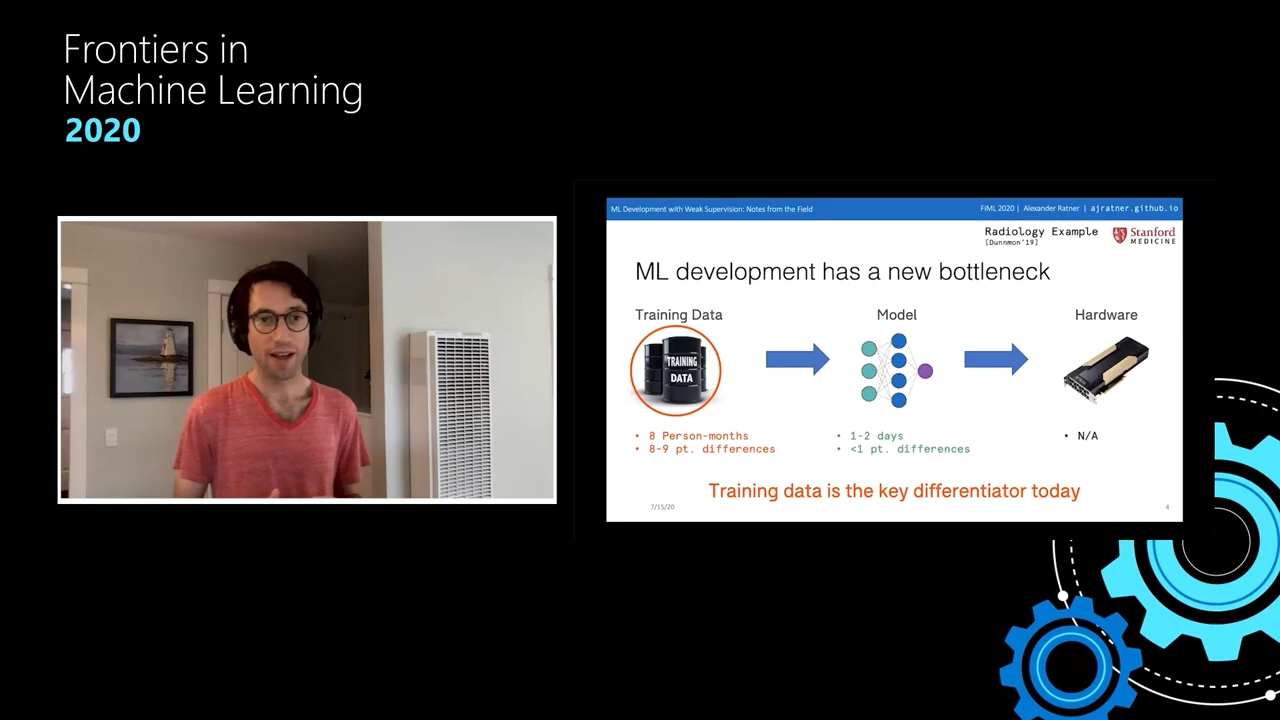 Frontiers in
Machine Learning
2020
ML Development with Weak Supervision: Notes from the Field
FiML 2020 | Alexander Ratner | ajratner.github.io
Radiology Example
[Dunnmon'19]
Stanford
MEDICINE
ML development has a new bottleneck
Training Data
Model
Hardware
TRAINING
DATA
• 8 Person-months
• 8-9 pt. differences
• 1-2 days
• <1 pt. differences
• N/A
Training data is the key differentiator today
7/15/20
4